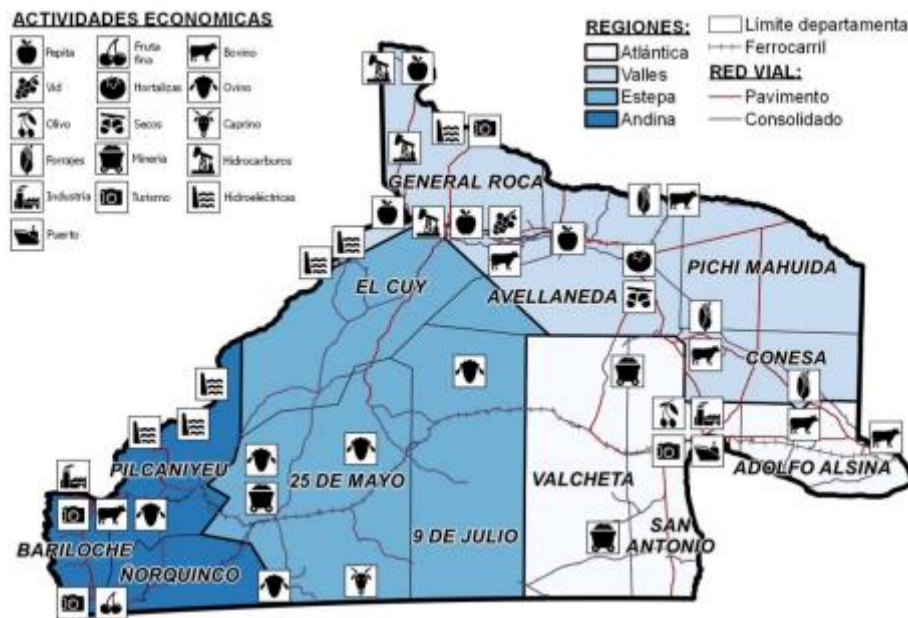 ACTIVIDADES ECONOMICAS
Pepita
Fruta fina
Bovino
Vid
Hortalizas
Ovino
Olivo
Secos
Caprino
Forrajes
Minería
Hidrocarburos
Industria
Turismo
Hidroeléctricas
Puerto
REGIONES:
Atlántica
Valles
Estepa
Andina
Límite departamenta
Ferrocarril
RED VIAL:
Pavimento
Consolidado
GENERAL ROCA
PICHI MAHUIDA
EL CUY
AVELLANEDA
CONESA
PILCANIYEU
25 DE MAYO
VALCHETA
ADOLFO ALSINA
9 DE JULIO
SAN
ANTONIO
BARILOCHE
ÑORQUINCO